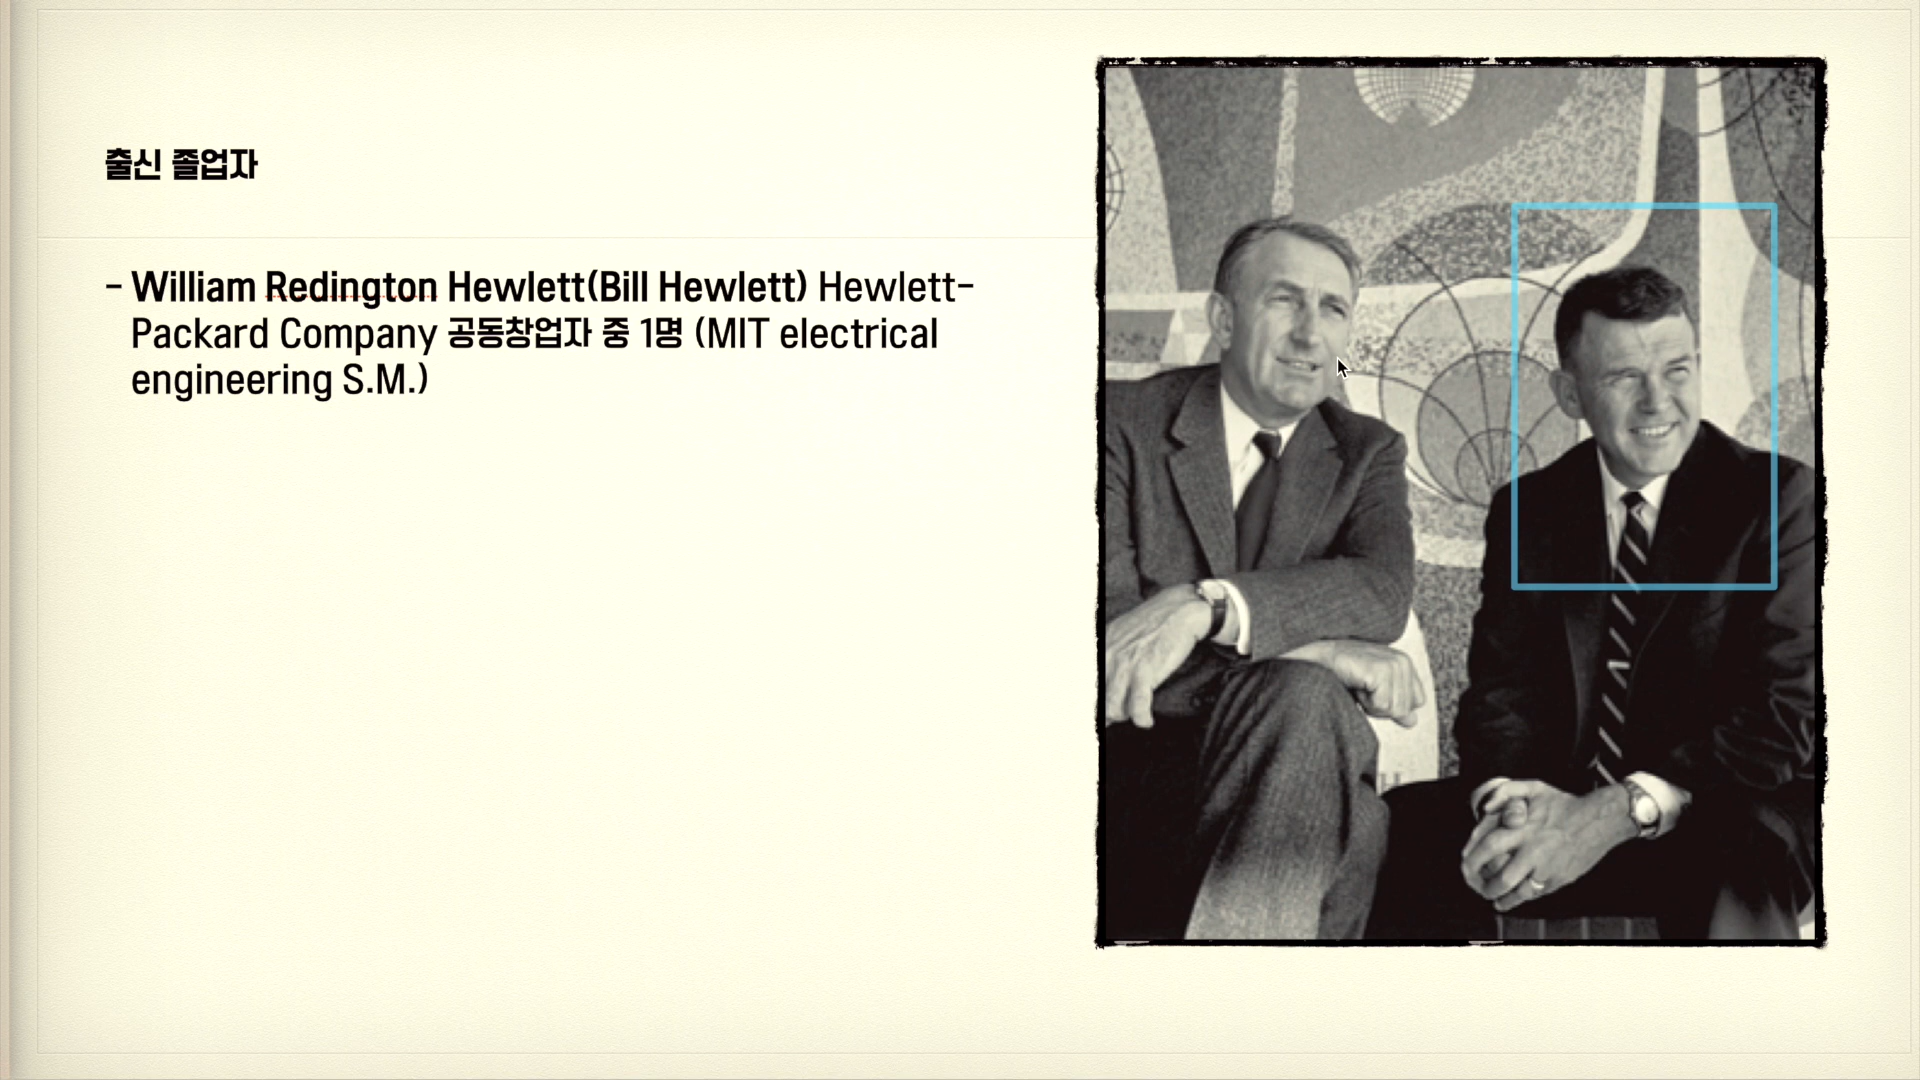 출신 졸업자
– William Redington Hewlett(Bill Hewlett) Hewlett-
Packard Company 공동창업자 중 1명 (MIT electrical
engineering S.M.)